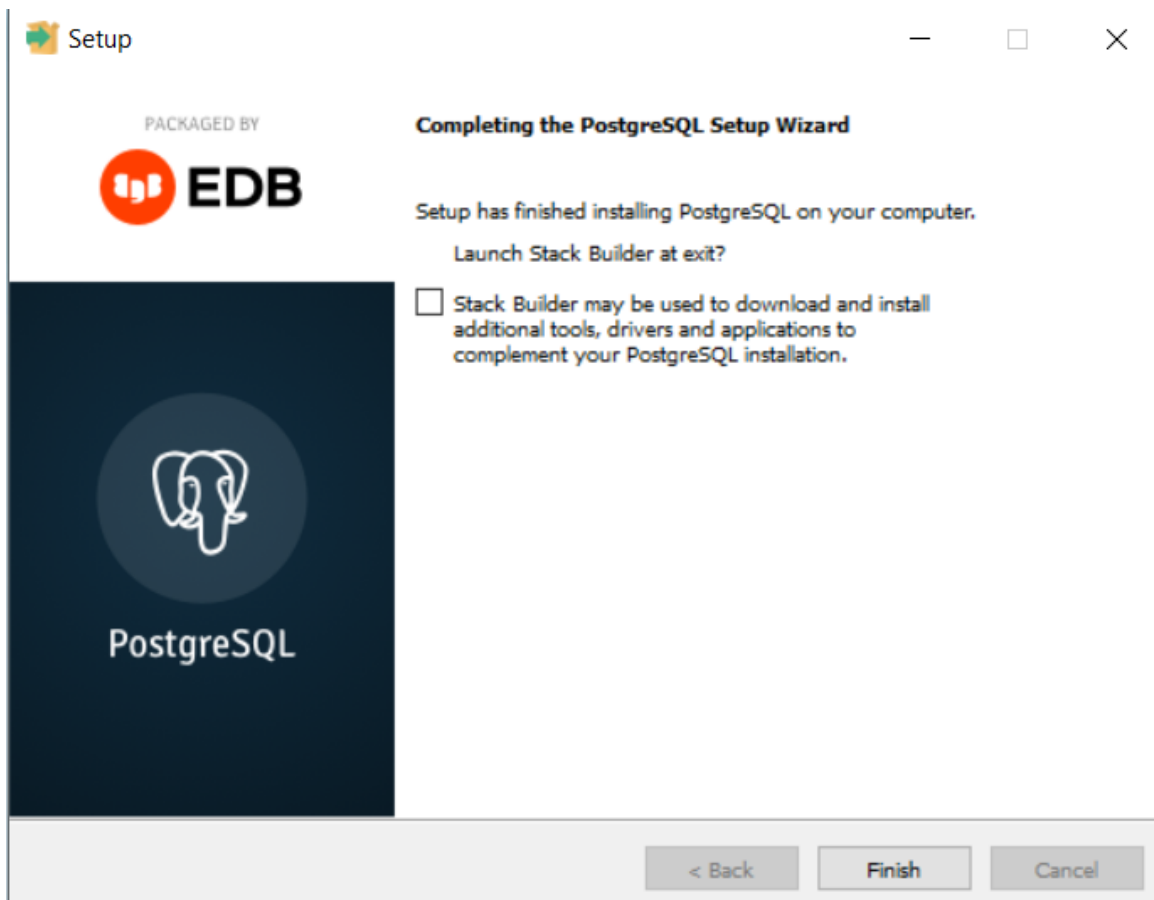 Setup
PACKAGED BY
EDB
Completing the PostgreSQL Setup Wizard
Setup has finished installing PostgreSQL on your computer.
Launch Stack Builder at exit?
Stack Builder may be used to download and install
additional tools, drivers and applications to
complement your PostgreSQL installation.
PostgreSQL
< Back
Finish
Cancel